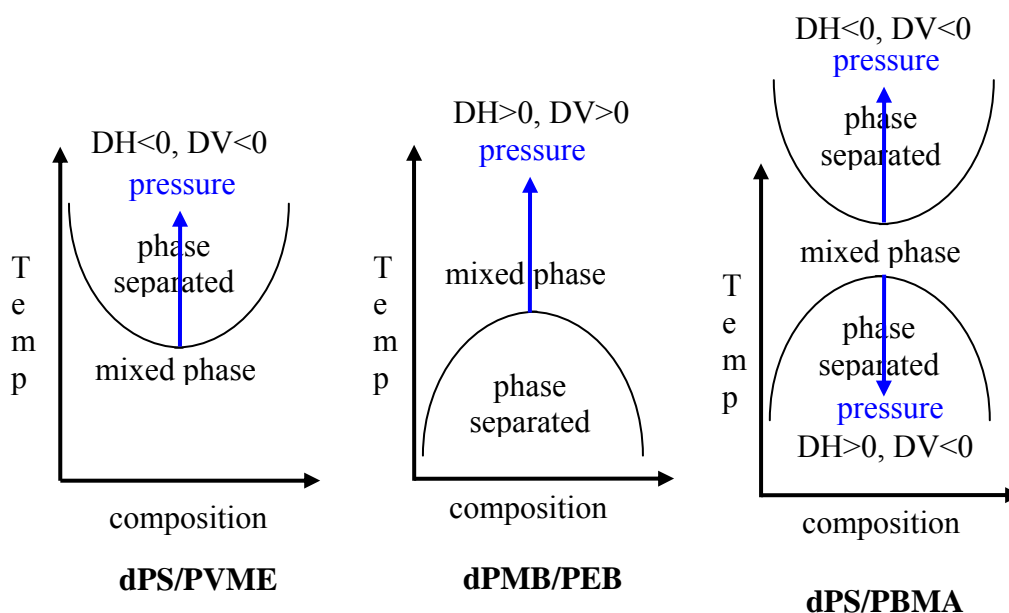 DH<0, DV<0
pressure
phase
separated
mixed phase
T
e
m
p
composition
dPS/PVME
DH>0, DV>0
pressure
mixed phase
phase
separated
T
e
m
p
composition
dPMB/PEB
DH<0, DV<0
pressure
phase
separated
mixed phase
phase
separated
pressure
DH>0, DV<0
T
e
m
p
composition
dPS/PBMA